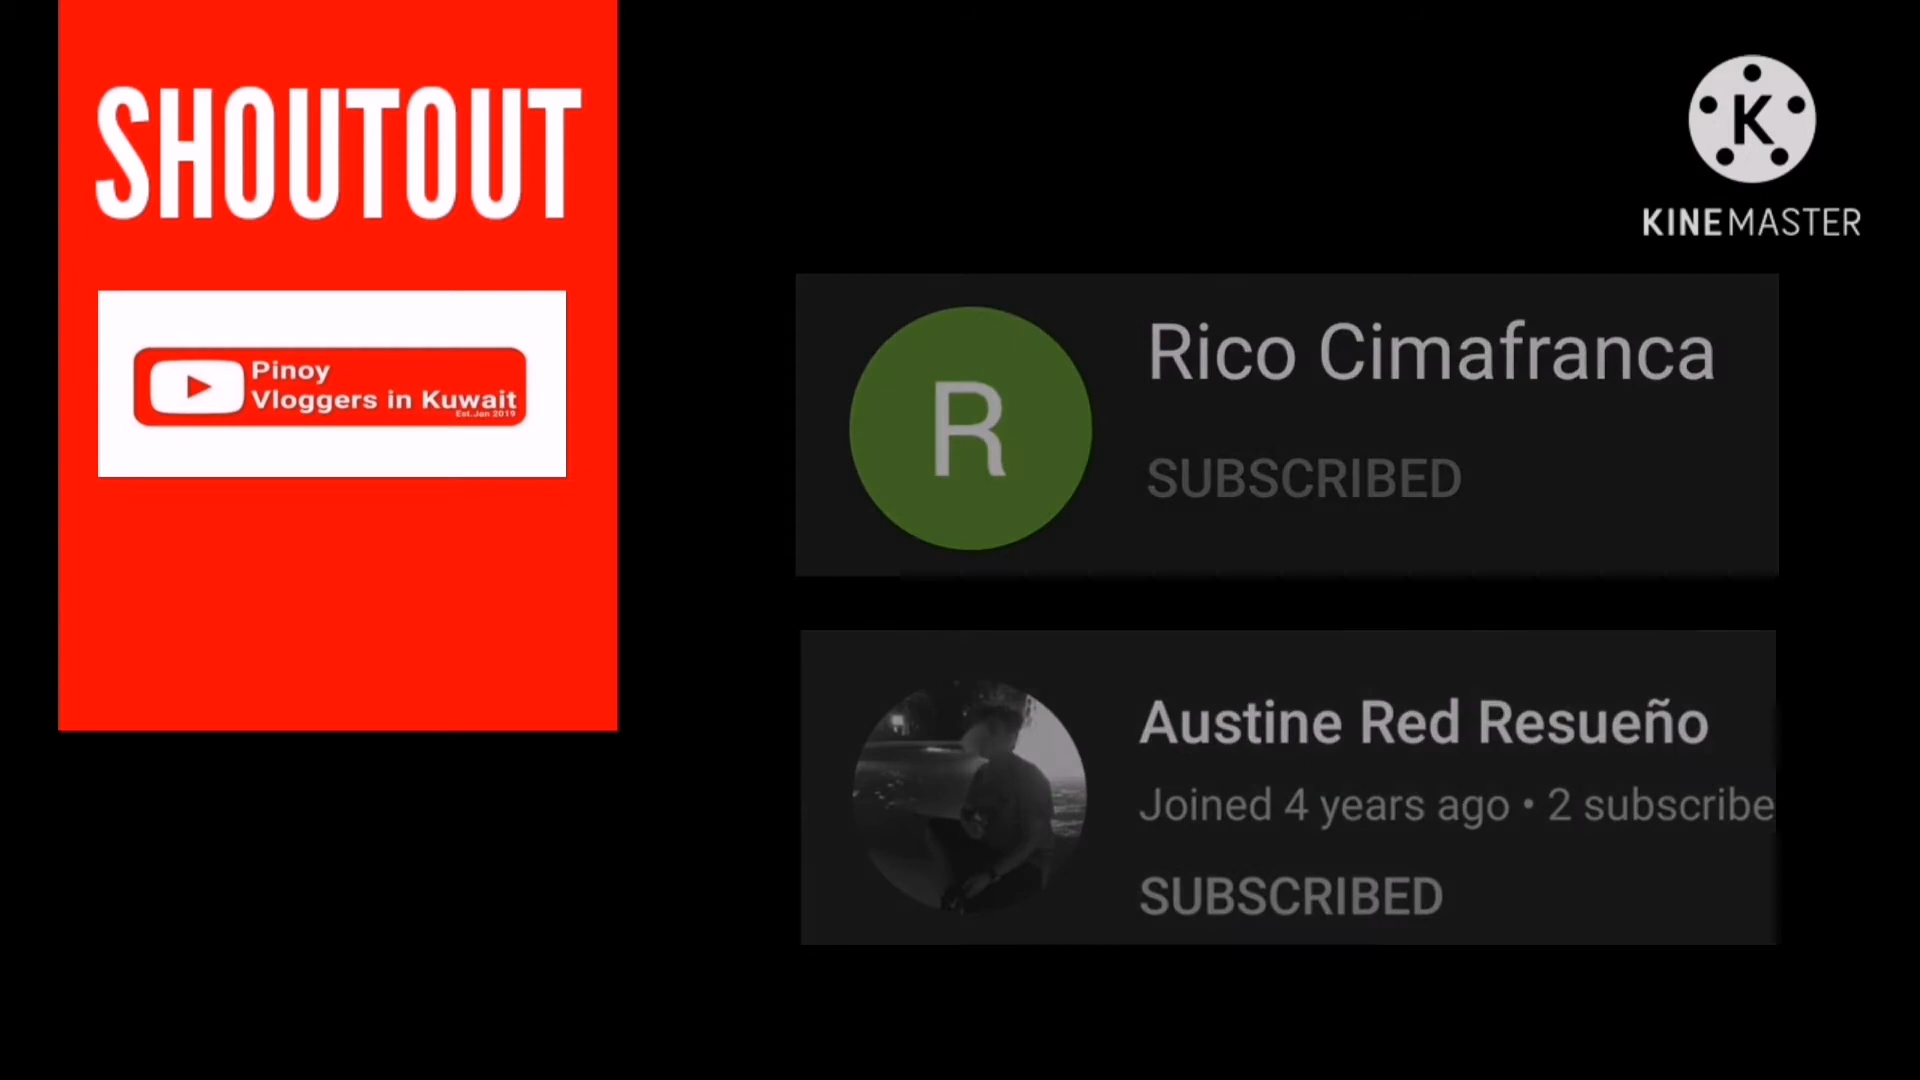 SHOUTOUT
Pinoy
Vloggers in Kuwait
Est.Jan 2019
K
KINEMASTER
R
Rico Cimafranca
SUBSCRIBED
Austine Red Resueño
Joined 4 years ago • 2 subscribe
SUBSCRIBED